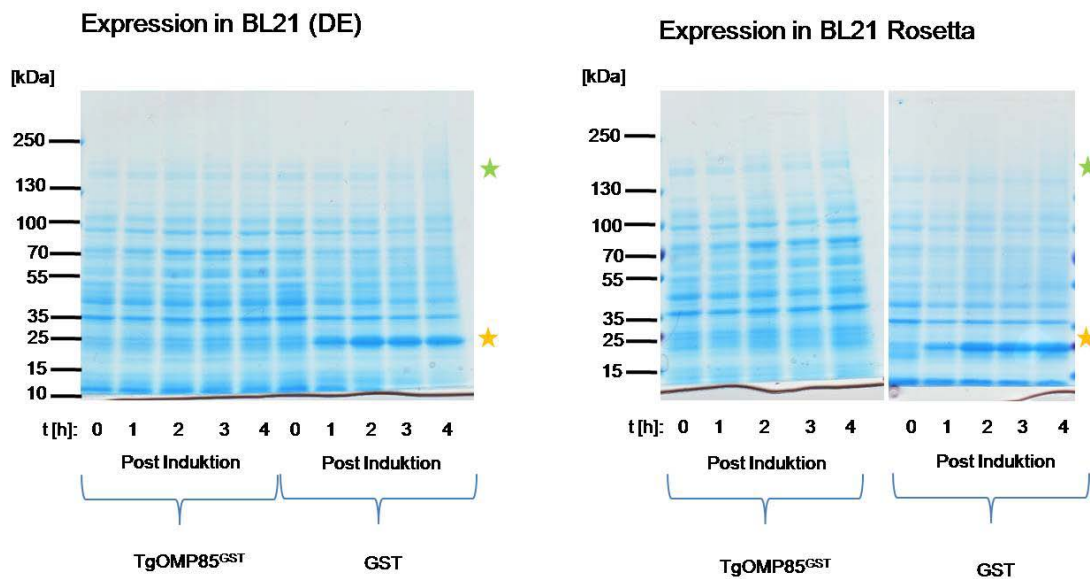 Expression in BL21 (DE)
[kDa]
250
130
100
70
55
35
25
15
10
t [h]: 0 1 2 3 4 0 1 2 3 4
Post Induktion Post Induktion
TgOMP85GST GST
Expression in BL21 Rosetta
[kDa]
250
130
100
70
55
35
25
15
t [h]: 0 1 2 3 4 0 1 2 3 4
Post Induktion Post Induktion
TgOMP85GST GST